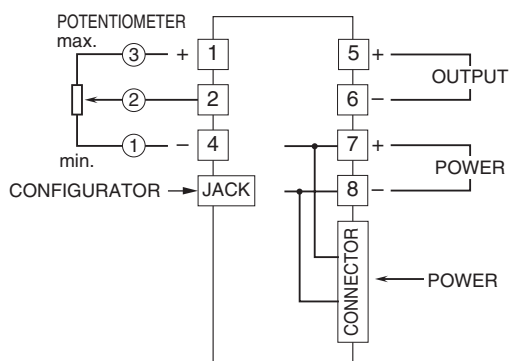 POTENTIOMETER
max.
3 + 1
2 2
1 − 4
min.
CONFIGURATOR JACK
5 +
OUTPUT
6 −
7 +
POWER
8 −
CONNECTOR
POWER